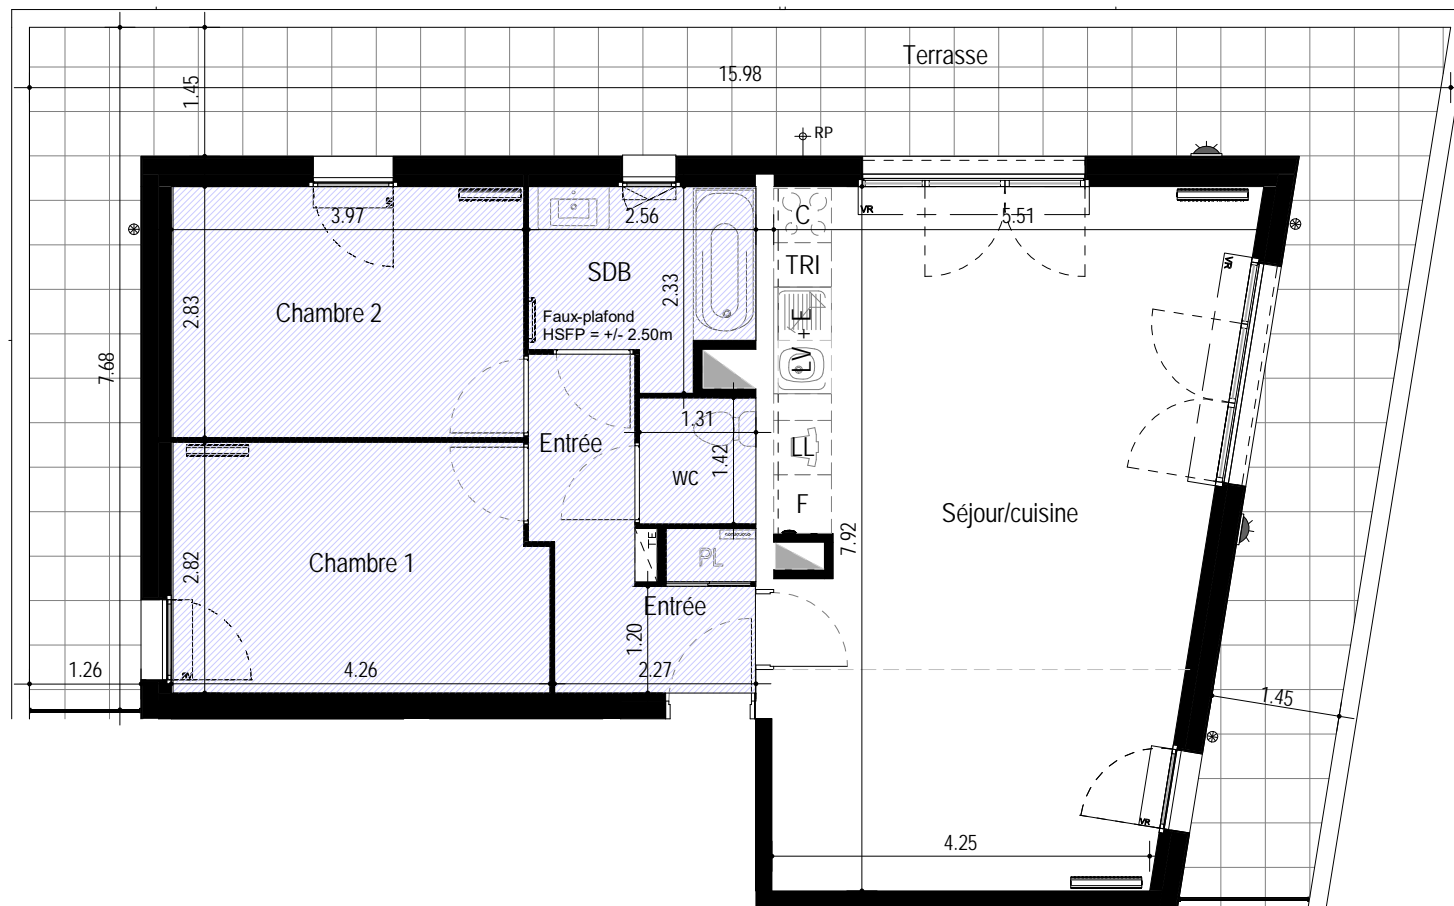 Terrasse
15.98
1.45
RP
3.97
2.56
5.51
VR
VR
C
TRI
SDB
2.33
2.83
Chambre 2
Faux-plafond
HSFP = +/- 2.50m
LV + E
7.68
1.31
Entrée
1.42
WC
LL
F
Séjour/cuisine
7.92
TE
PL
Chambre 1
2.82
Entrée
1.20
1.26
4.26
2.27
1.45
VR
4.25